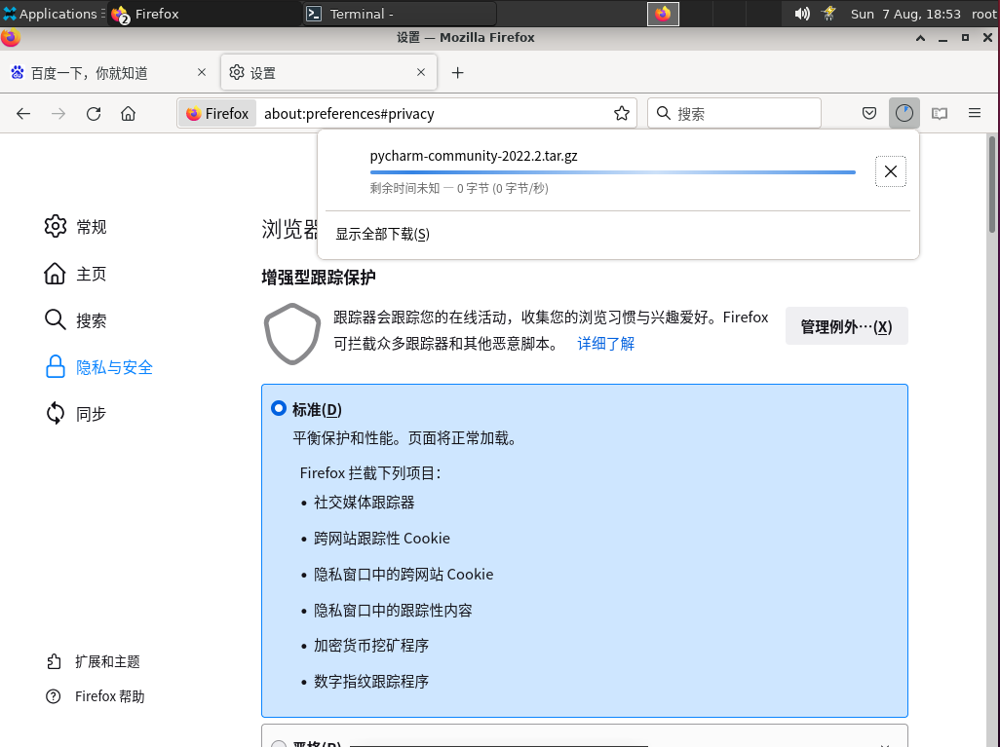 Applications
2 Firefox
Terminal -
Sun 7 Aug, 18:53 root
设置 — Mozilla Firefox
百度一下，你就知道
设置
Firefox about:preferences#privacy
搜索
pycharm-community-2022.2.tar.gz
剩余时间未知 — 0 字节 (0 字节/秒)
显示全部下载(S)
常规
主页
搜索
隐私与安全
同步
扩展和主题
Firefox 帮助
浏览器
增强型跟踪保护
跟踪器会跟踪您的在线活动，收集您的浏览习惯与兴趣爱好。Firefox
可拦截众多跟踪器和其他恶意脚本。 详细了解
管理例外…(X)
标准(D)
平衡保护和性能。页面将正常加载。
Firefox 拦截下列项目：
• 社交媒体跟踪器
• 跨网站跟踪性 Cookie
• 隐私窗口中的跨网站 Cookie
• 隐私窗口中的跟踪性内容
• 加密货币挖矿程序
• 数字指纹跟踪程序
严格(R)